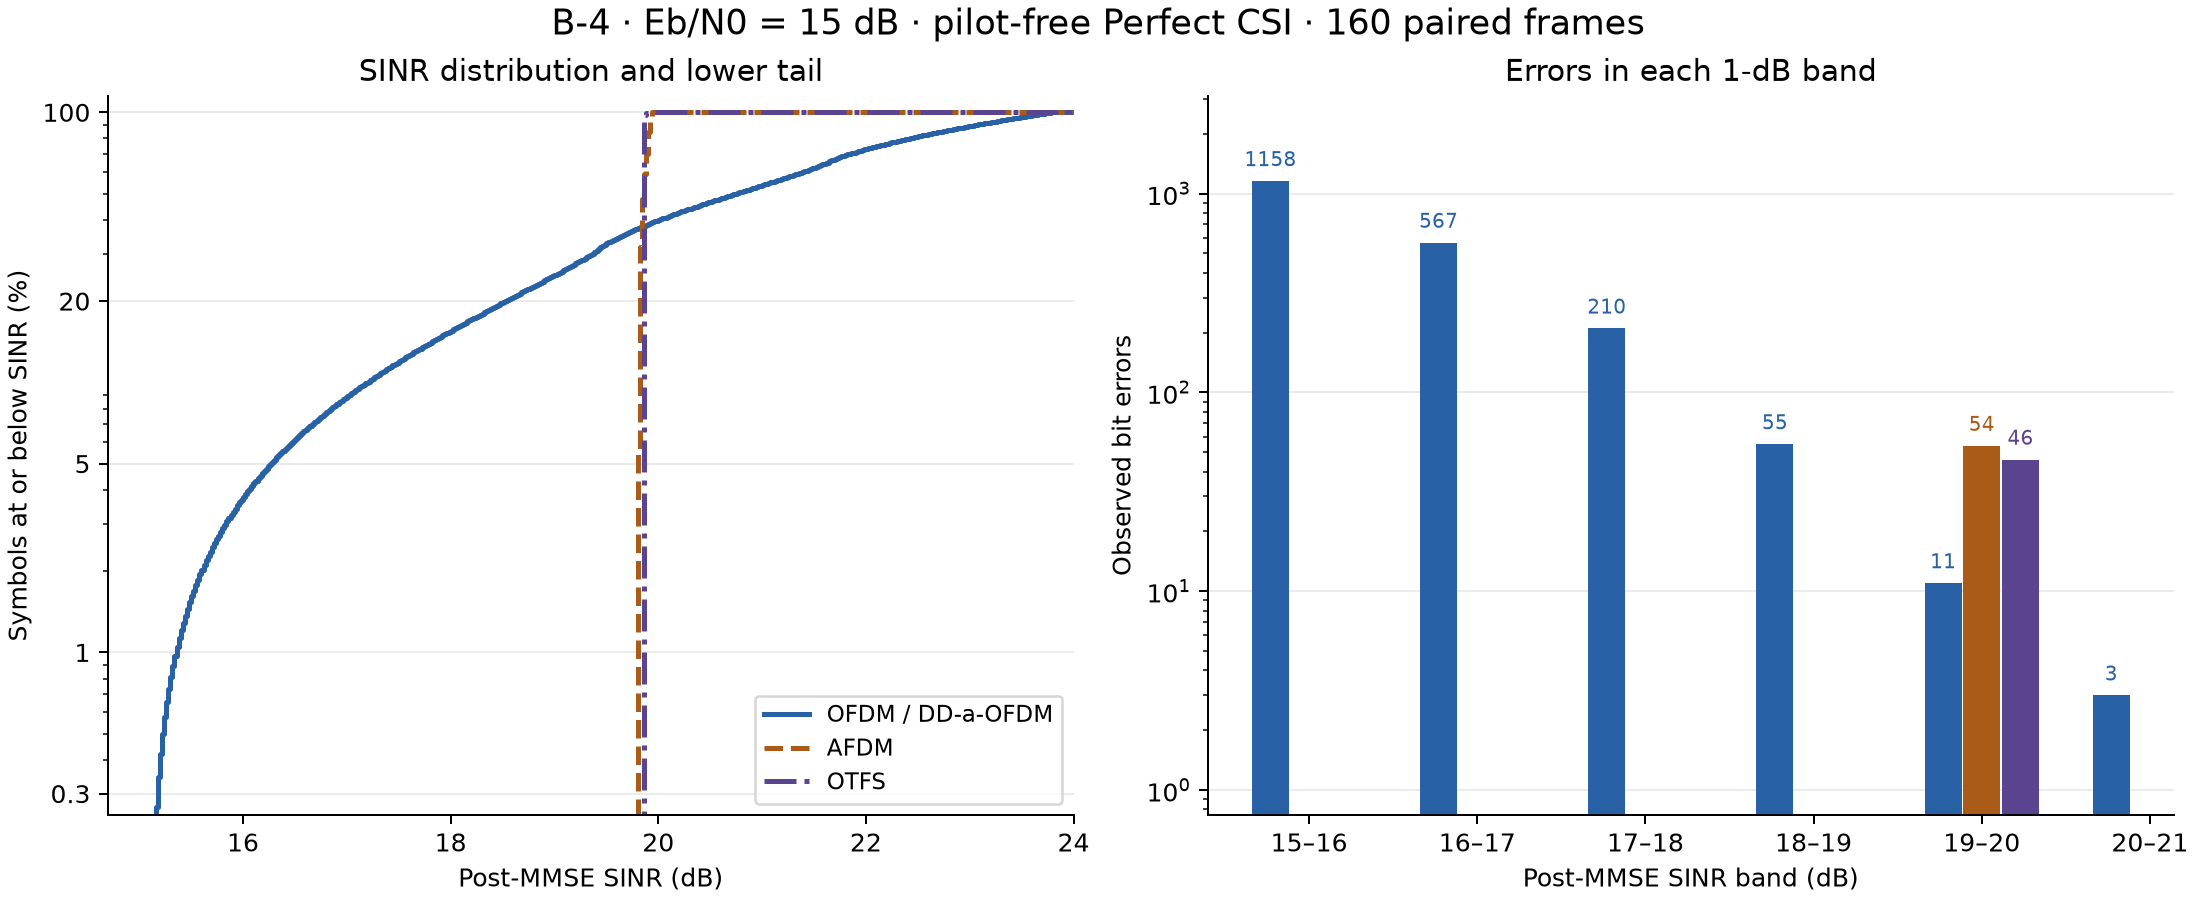 B-4 · Eb/N0 = 15 dB · pilot-free Perfect CSI · 160 paired frames
SINR distribution and lower tail
Symbols at or below SINR (%)
100
20
5
1
0.3
16
18
20
22
24
Post-MMSE SINR (dB)
OFDM / DD-a-OFDM
AFDM
OTFS
Errors in each 1-dB band
Observed bit errors
10³
10²
10¹
10⁰
1158
567
210
55
11
54
46
3
15–16
16–17
17–18
18–19
19–20
20–21
Post-MMSE SINR band (dB)